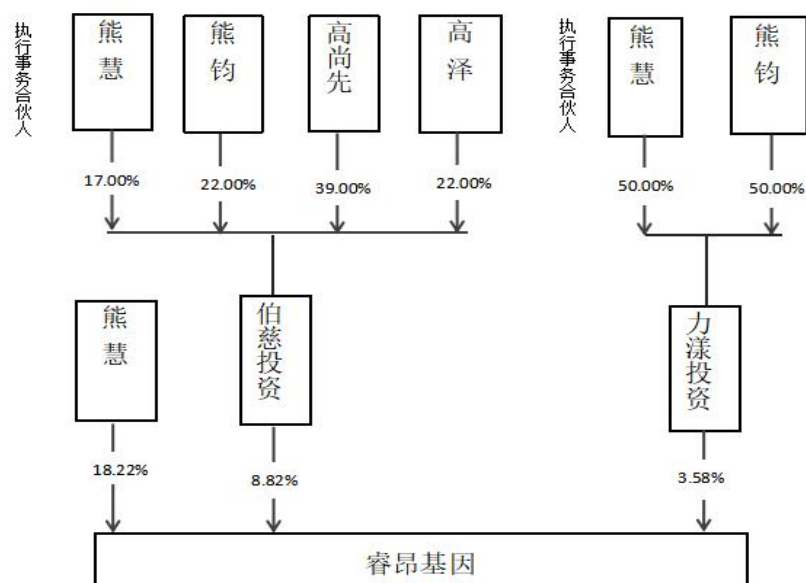 执行事务合伙人
熊慧
熊钧
高尚先
高泽
执行事务合伙人
熊慧
熊钧
17.00%
22.00%
39.00%
22.00%
50.00%
50.00%
熊慧
伯慈投资
力漾投资
18.22%
8.82%
3.58%
睿昂基因